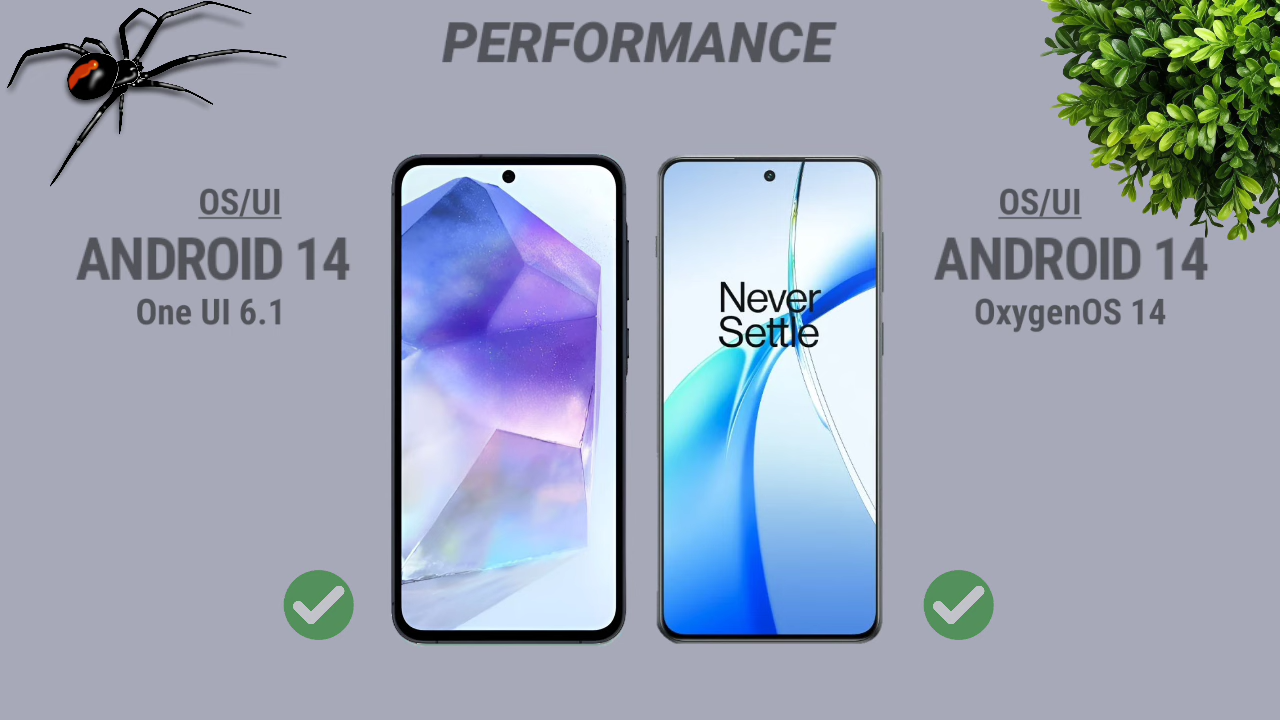 PERFORMANCE
OS/UI
ANDROID 14
One UI 6.1
Never
Settle
OS/UI
ANDROID 14
OxygenOS 14